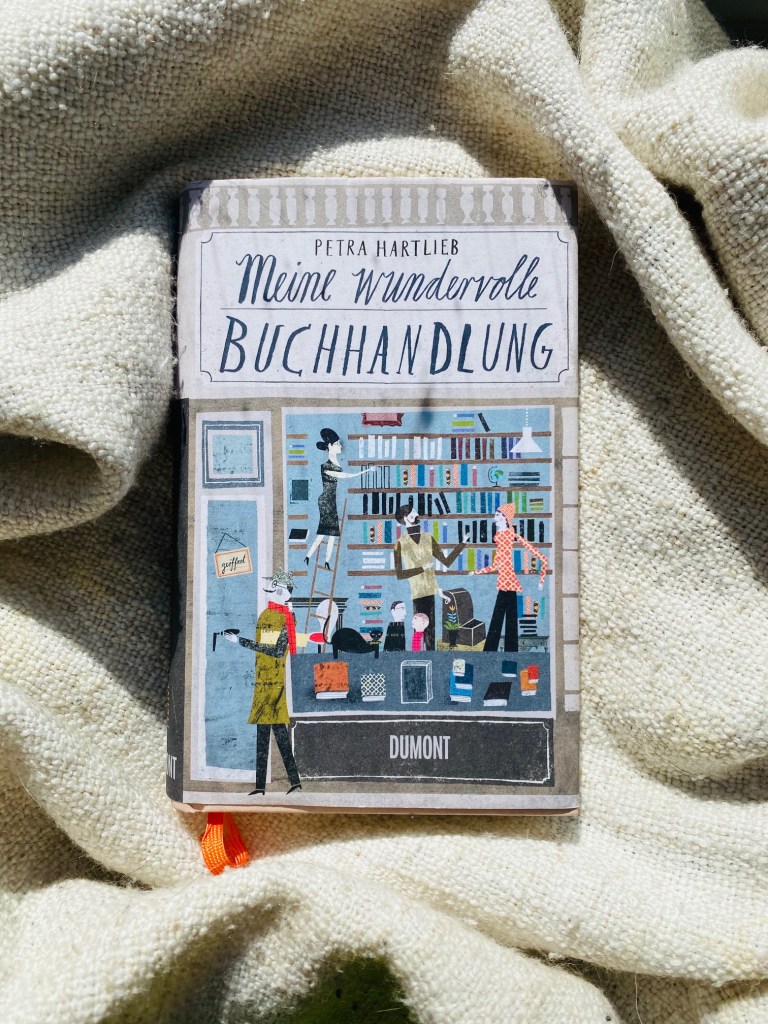 PETRA HARTLIEB
Meine wundervolle
BUCHHANDLUNG
geöffnet
DUMONT